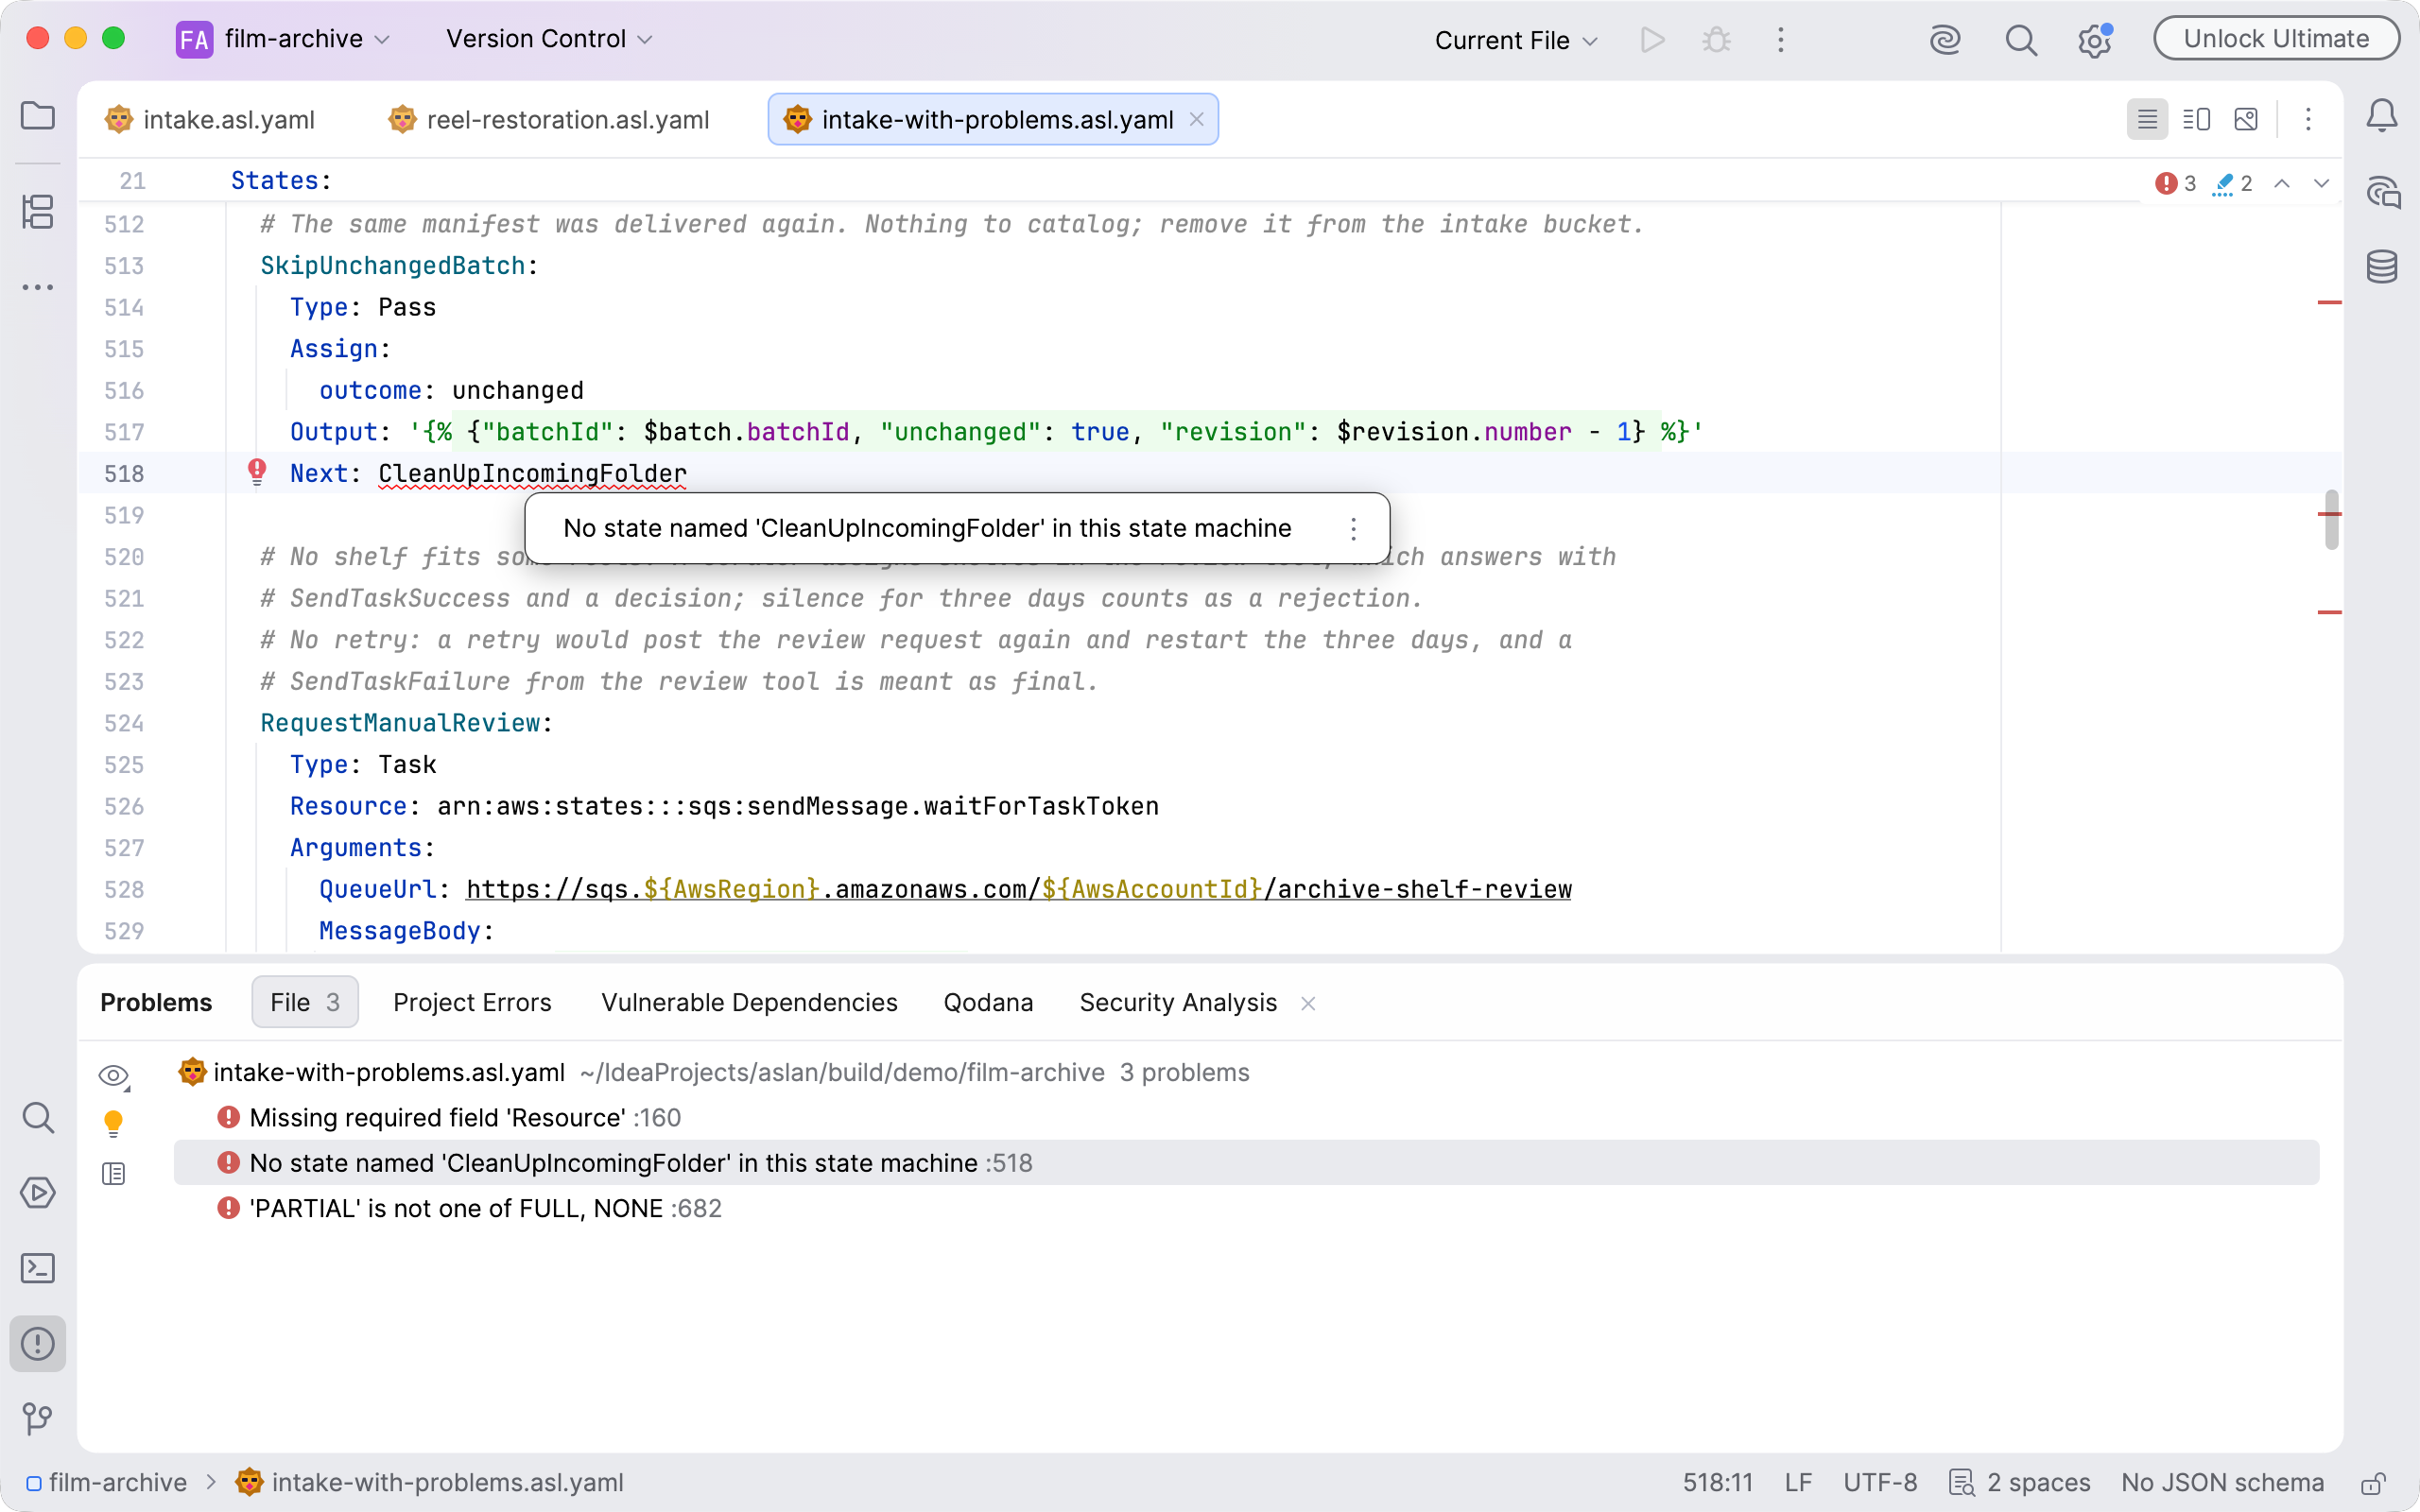 FA film-archive Version Control Current File Unlock Ultimate
intake.asl.yaml reel-restoration.asl.yaml intake-with-problems.asl.yaml
21 States: 3 2
512 # The same manifest was delivered again. Nothing to catalog; remove it from the intake bucket.
513 SkipUnchangedBatch:
514 Type: Pass
515 Assign:
516 outcome: unchanged
517 Output: '{% {"batchId": $batch.batchId, "unchanged": true, "revision": $revision.number - 1} %}'
518 Next: CleanUpIncomingFolder
519
No state named 'CleanUpIncomingFolder' in this state machine
520 # No shelf fits answers with
521 # SendTaskSuccess and a decision; silence for three days counts as a rejection.
522 # No retry: a retry would post the review request again and restart the three days, and a
523 # SendTaskFailure from the review tool is meant as final.
524 RequestManualReview:
525 Type: Task
526 Resource: arn:aws:states:::sqs:sendMessage.waitForTaskToken
527 Arguments:
528 QueueUrl: https://sqs.${AwsRegion}.amazonaws.com/${AwsAccountId}/archive-shelf-review
529 MessageBody:
Problems File 3 Project Errors Vulnerable Dependencies Qodana Security Analysis
intake-with-problems.asl.yaml ~/IdeaProjects/aslan/build/demo/film-archive 3 problems
Missing required field 'Resource' :160
No state named 'CleanUpIncomingFolder' in this state machine :518
'PARTIAL' is not one of FULL, NONE :682
film-archive intake-with-problems.asl.yaml 518:11 LF UTF-8 2 spaces No JSON schema